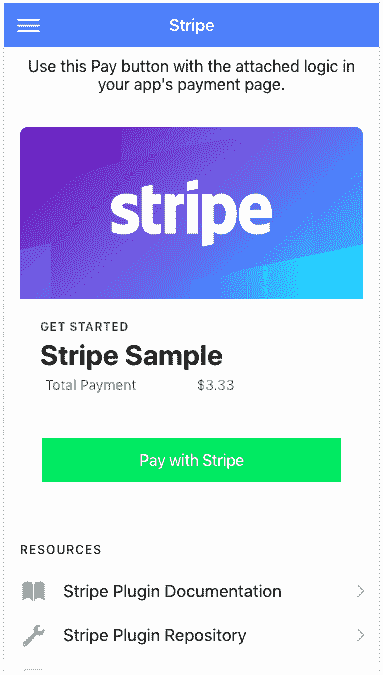 Stripe
Use this Pay button with the attached logic in
your app's payment page.
stripe
GET STARTED
Stripe Sample
Total Payment $3.33
Pay with Stripe
RESOURCES
Stripe Plugin Documentation
Stripe Plugin Repository